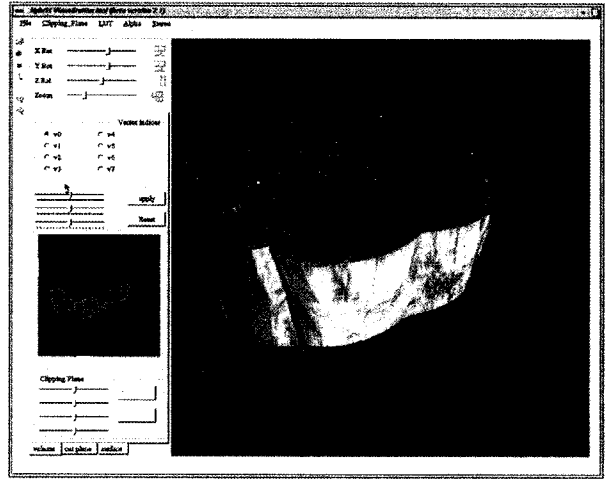 File Clipping_Plane LUT Alpha Stereo
X Rot
Y Rot
Z Rot
Zoom
Vertex Indices
v0 v4
v1 v5
v2 v6
v3 v7
apply
Reset
Clipping Plane
volume cut plane surface